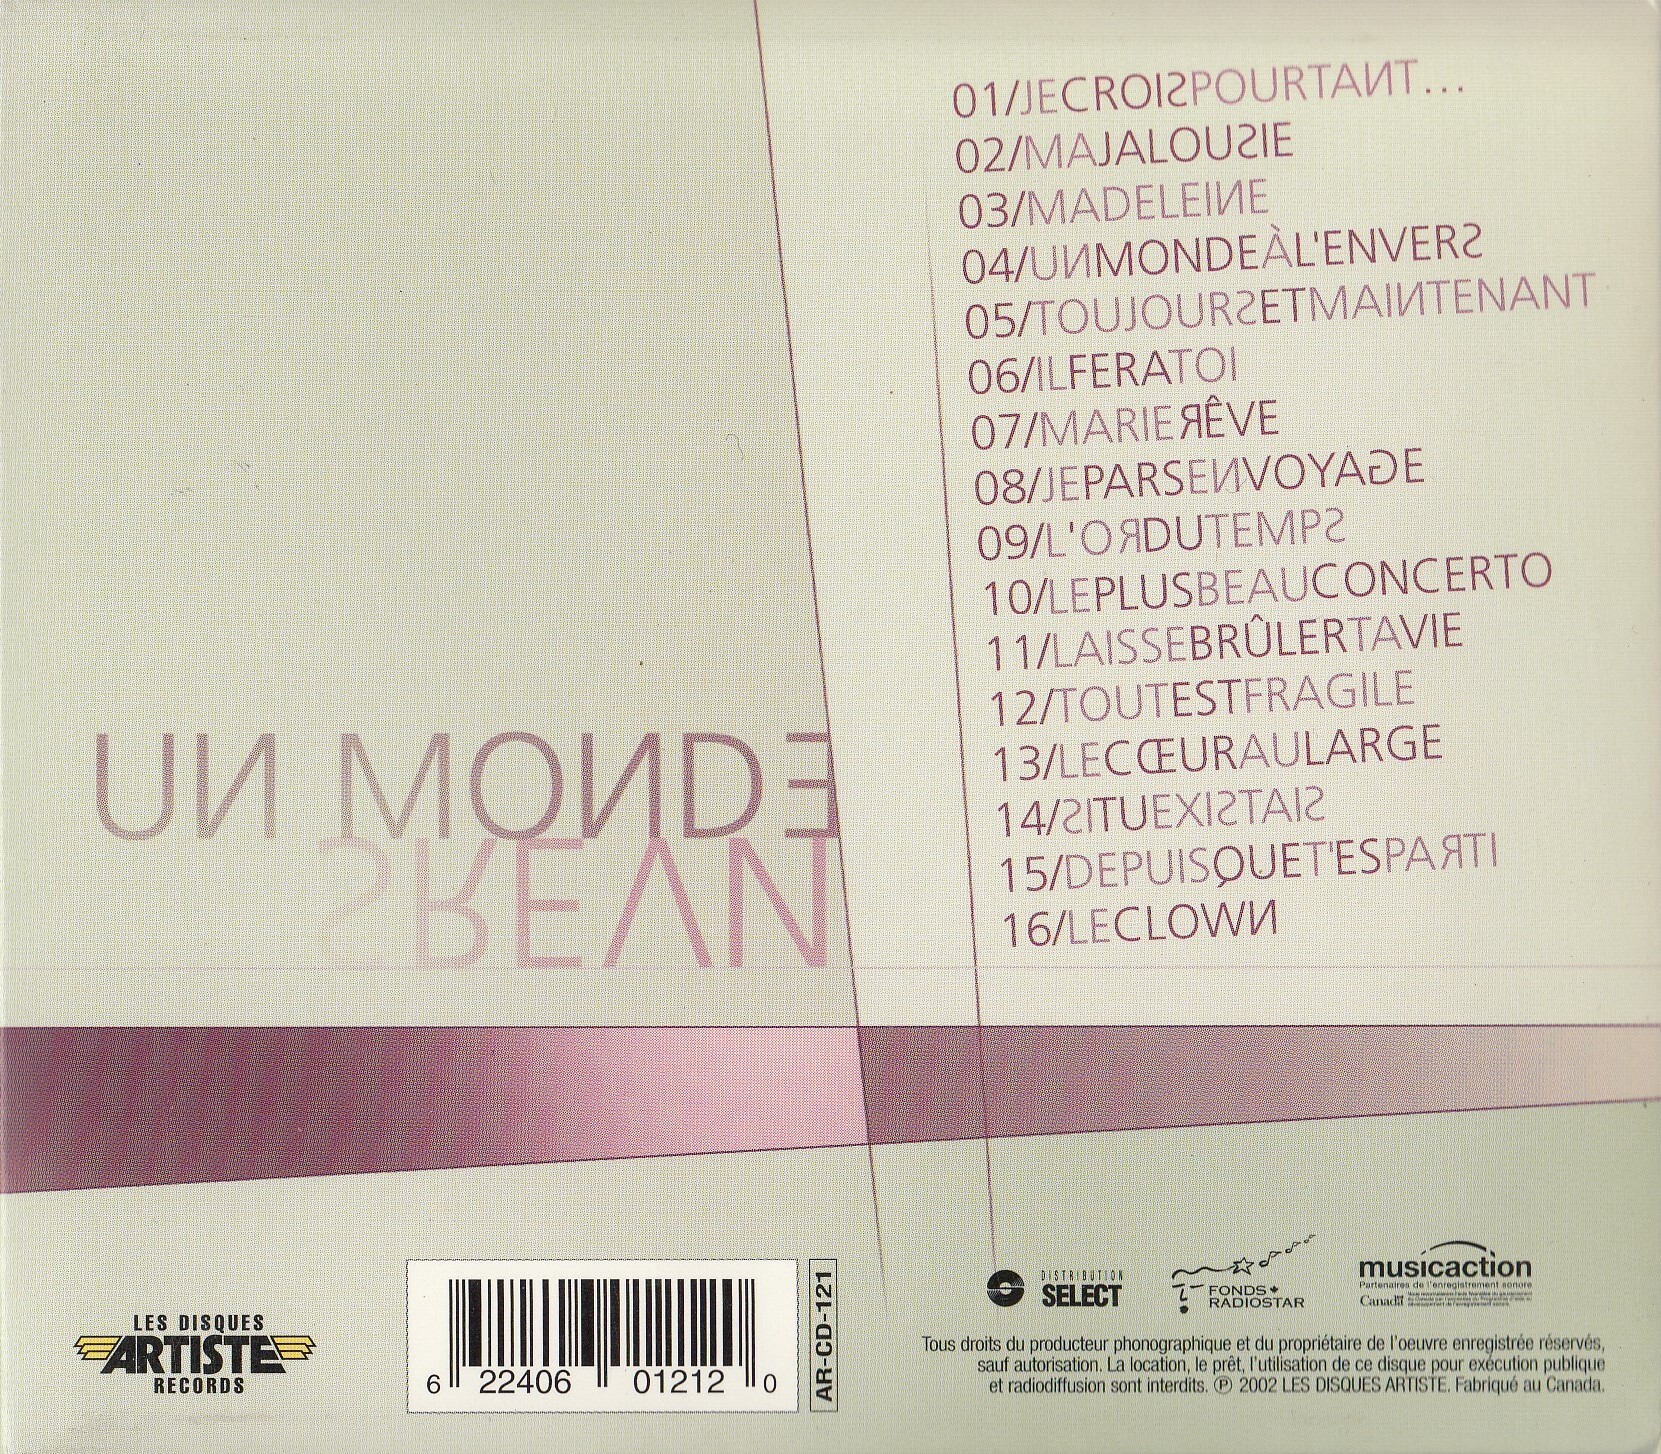 01/JECROISPOURTANT...
02/MAJALOUSIE
03/MADELEINE
04/UNMONDEÀL'ENVERS
05/TOUJOURSETMAINTENANT
06/ILFERATOI
07/MARIERÊVE
08/JEPARSENVOYAGE
09/L'ORDUTEMPS
10/LEPLUSBEAUCONCERTO
11/LAISSEBRÛLERTAVIE
12/TOUTESTFRAGILE
13/LECŒURAULARGE
14/SITUEXISTAIS
15/DEPUISQUET'ESPARTI
16/LECLOWN
UN MONDE
SREVN
LES DISQUES
ARTISTE
RECORDS
6 22406 01212 0
AR-CD-121
DISTRIBUTION
SELECT
FONDS
RADIOSTAR
musicaction
Partenaires de l'enregistrement sonore
Canada
Tous droits du producteur phonographique et du propriétaire de l'oeuvre enregistrée réservés,
sauf autorisation. La location, le prêt, l'utilisation de ce disque pour exécution publique
et radiodiffusion sont interdits. ℗ 2002 LES DISQUES ARTISTE. Fabriqué au Canada.